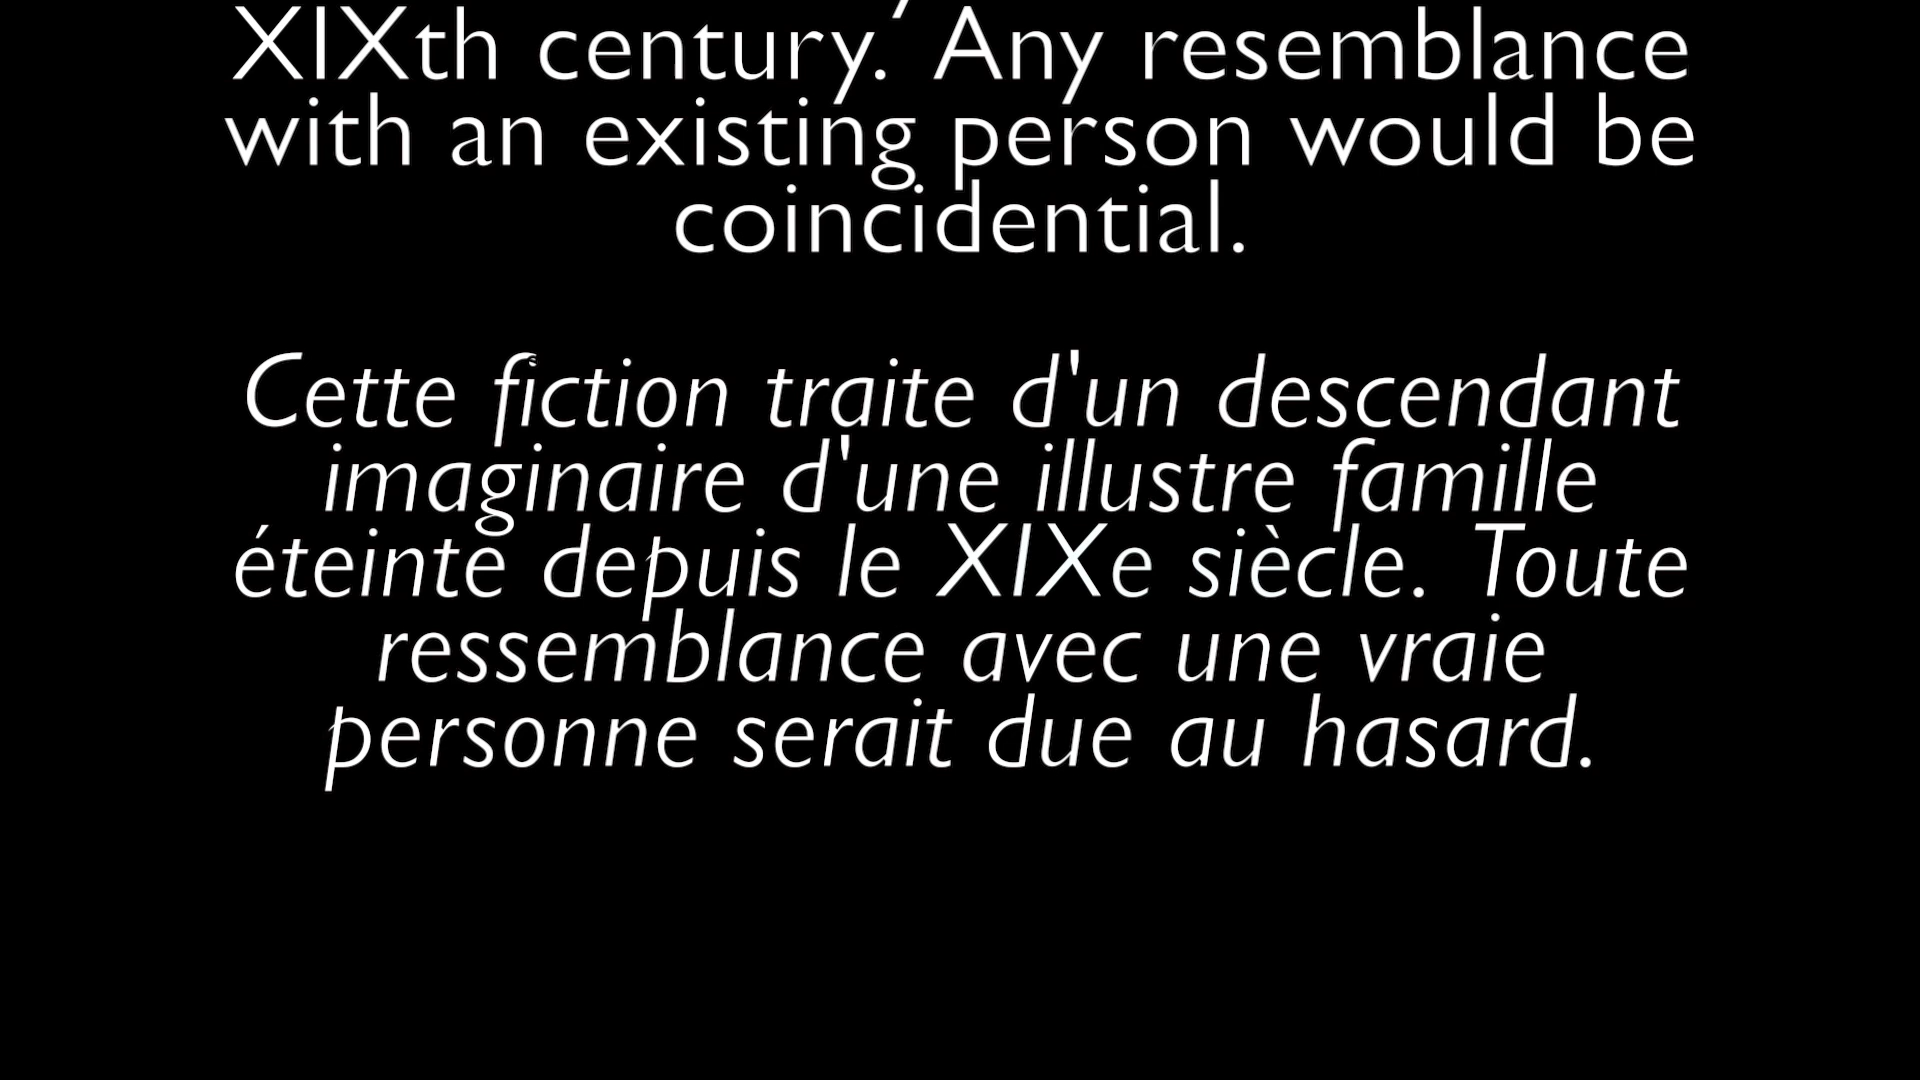 XIXth century. Any resemblance
with an existing person would be
coincidential.
Cette fiction traite d'un descendant
imaginaire d'une illustre famille
éteinte depuis le XIXe siècle. Toute
ressemblance avec une vraie
personne serait due au hasard.